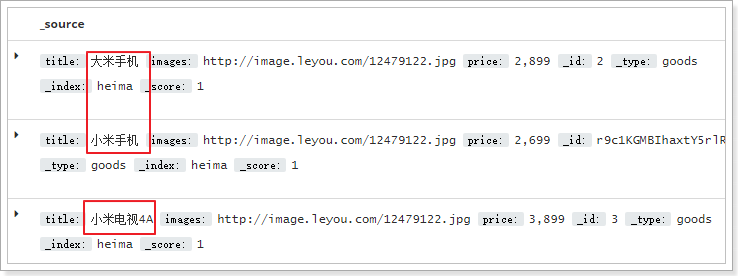 _source
title: 大米手机 images: http://image.leyou.com/12479122.jpg price: 2,899 _id: 2 _type: goods
_index: heima _score: 1
title: 小米手机 images: http://image.leyou.com/12479122.jpg price: 2,699 _id: r9c1KGMBIhaxtY5rlR
_type: goods _index: heima _score: 1
title: 小米电视4A images: http://image.leyou.com/12479122.jpg price: 3,899 _id: 3 _type: goods
_index: heima _score: 1